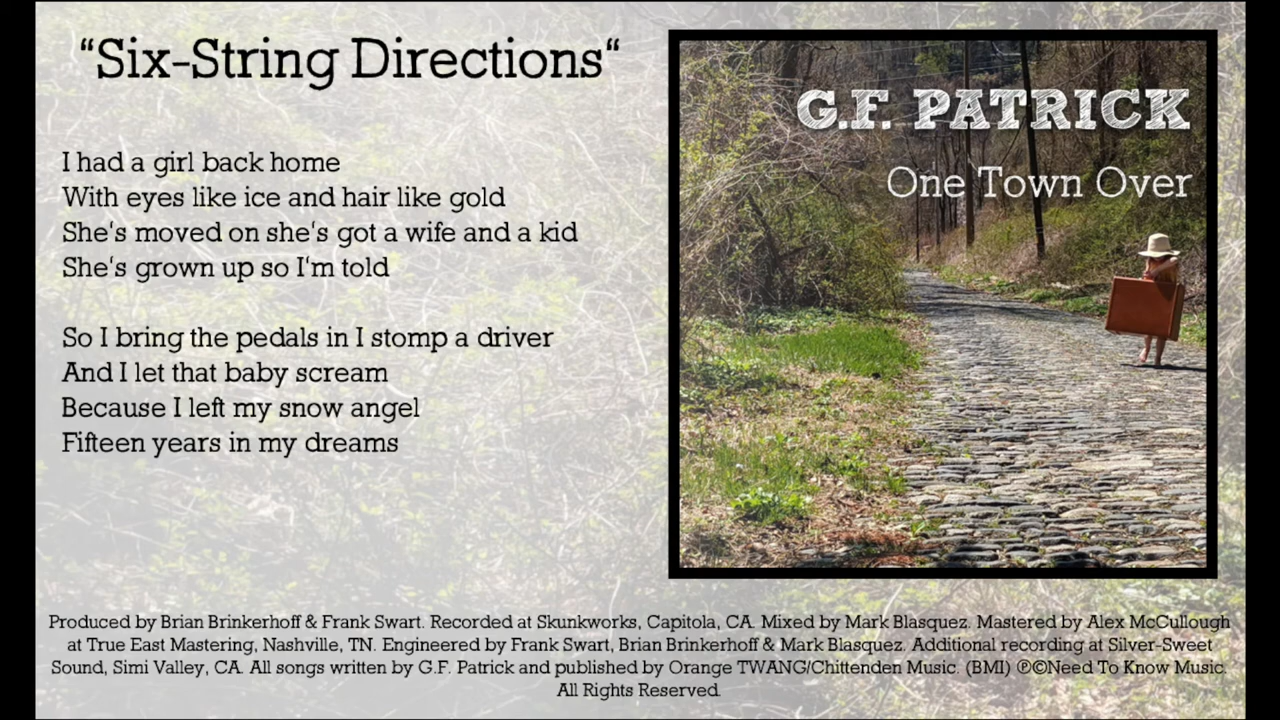 “Six-String Directions“
I had a girl back home
With eyes like ice and hair like gold
She's moved on she's got a wife and a kid
She's grown up so I'm told
So I bring the pedals in I stomp a driver
And I let that baby scream
Because I left my snow angel
Fifteen years in my dreams
G.F. PATRICK
One Town Over
Produced by Brian Brinkerhoff & Frank Swart. Recorded at Skunkworks, Capitola, CA. Mixed by Mark Blasquez. Mastered by Alex McCullough
at True East Mastering, Nashville, TN. Engineered by Frank Swart, Brian Brinkerhoff & Mark Blasquez. Additional recording at Silver-Sweet
Sound, Simi Valley, CA. All songs written by G.F. Patrick and published by Orange TWANG/Chittenden Music. (BMI) ℗©Need To Know Music.
All Rights Reserved.